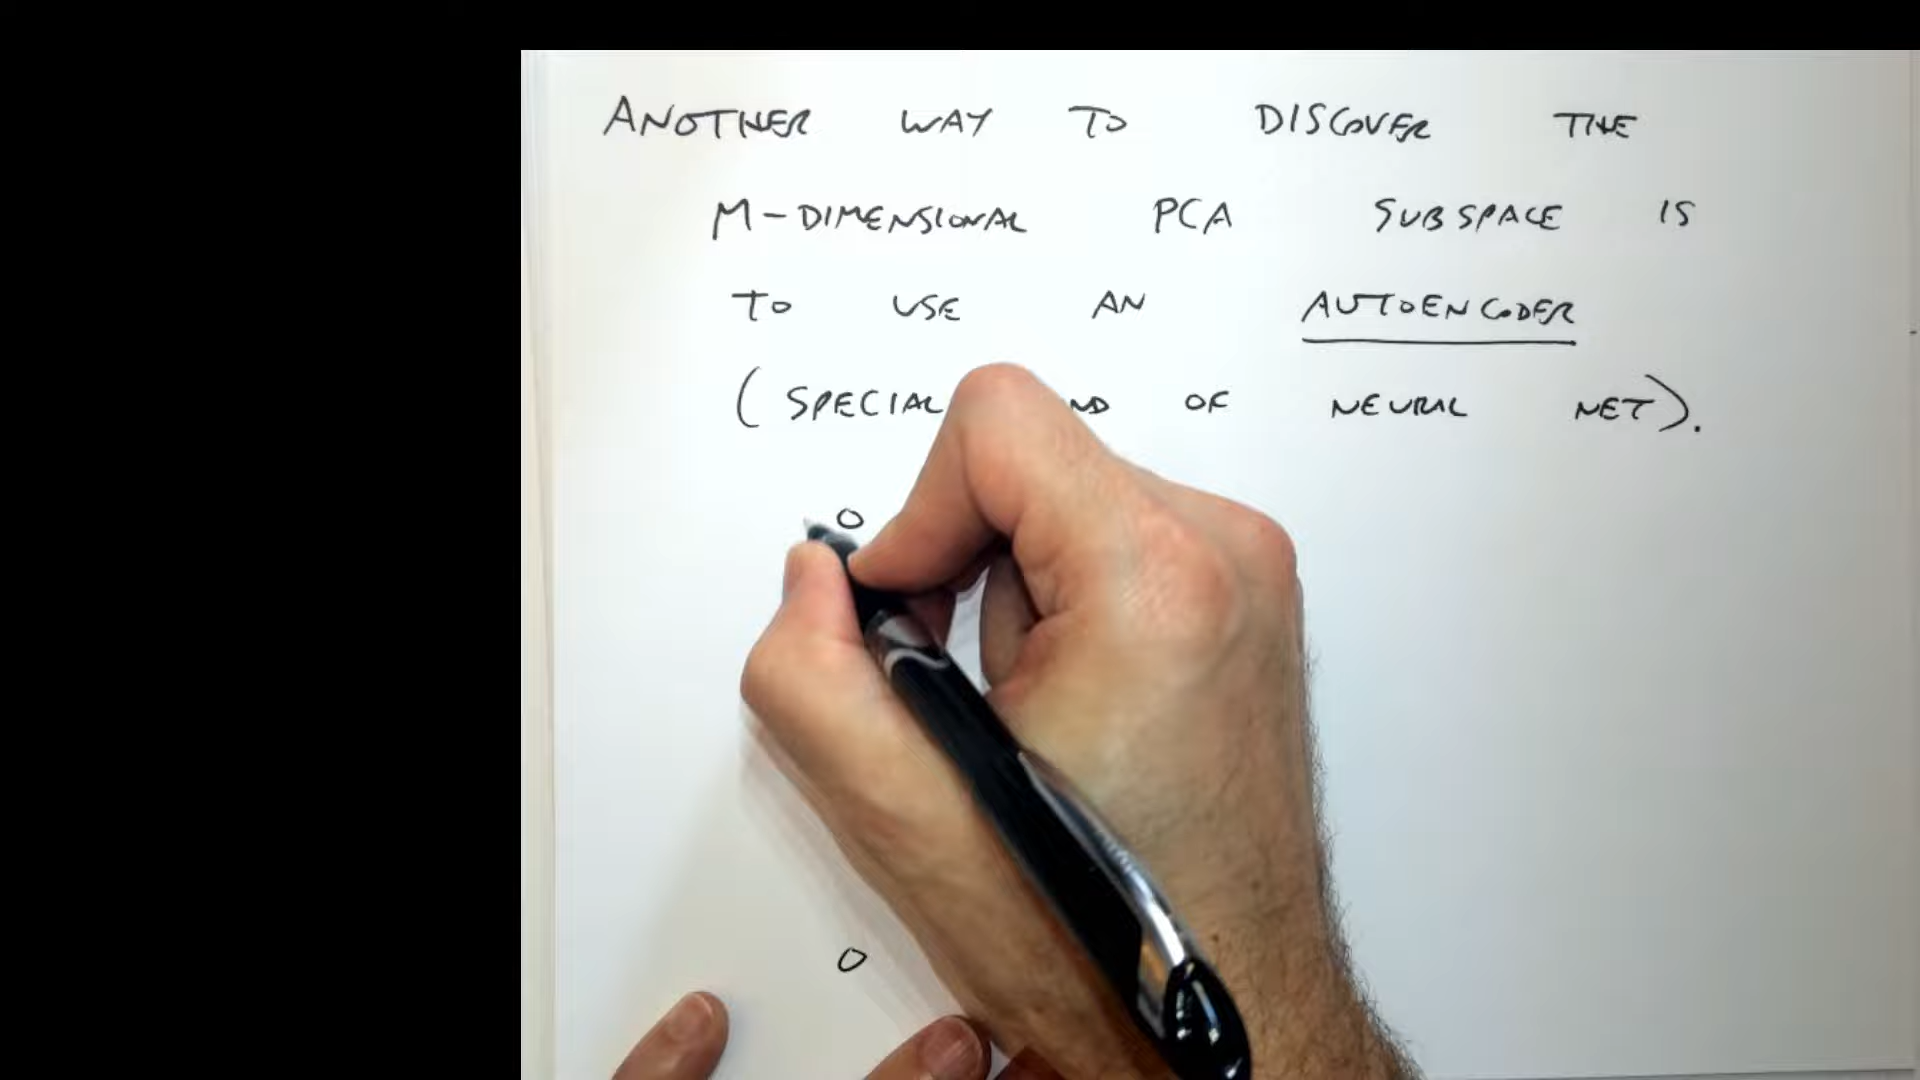 ANOTHER WAY TO DISCOVER THE
M-DIMENSIONAL PCA SUBSPACE IS
TO USE AN AUTOENCODER
(SPECIAL OF NEURAL NET).